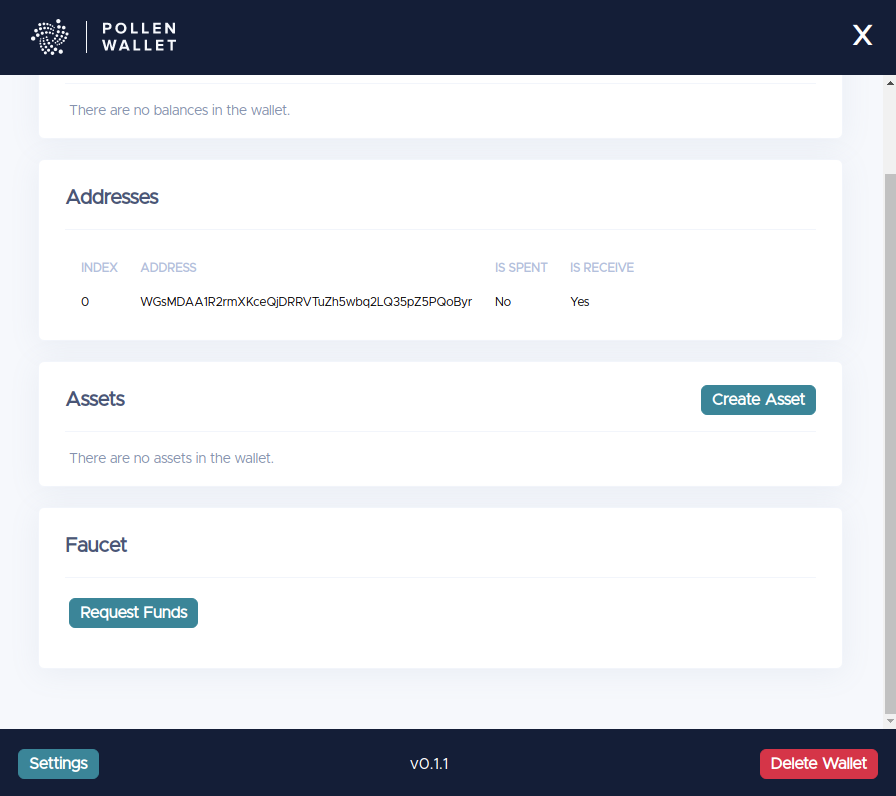 POLLEN
WALLET
X
There are no balances in the wallet.
Addresses
INDEX ADDRESS IS SPENT IS RECEIVE
0 WGsMDAA1R2rmXKceQjDRRVTuZh5wbq2LQ35pZ5PQoByr No Yes
Assets
Create Asset
There are no assets in the wallet.
Faucet
Request Funds
Settings
v0.1.1
Delete Wallet